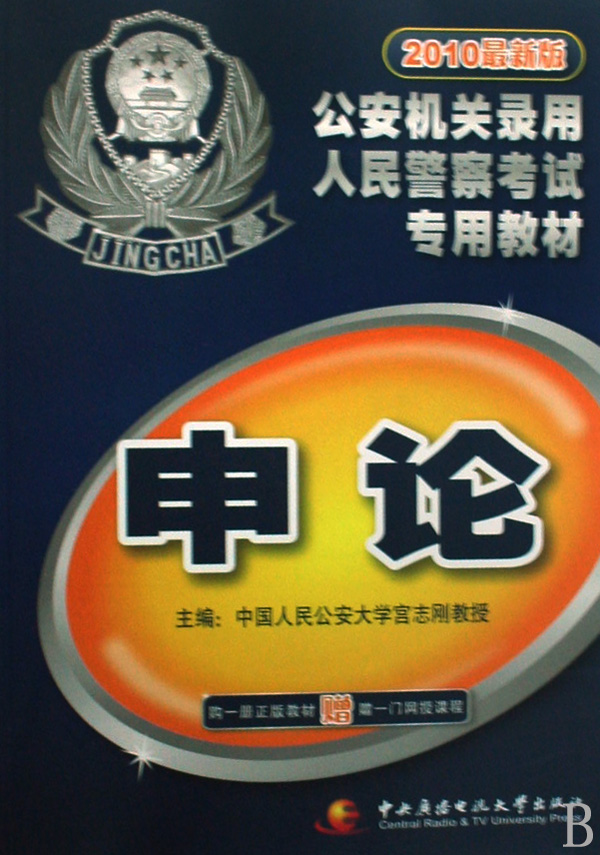 2010最新版
公安机关录用
人民警察考试
专用教材
JINGCHA
申论
主编：中国人民公安大学宫志刚教授
购一册正版教材 赠 赠一门网授课程
中央广播电视大学出版社
Central Radio & TV University Press
B